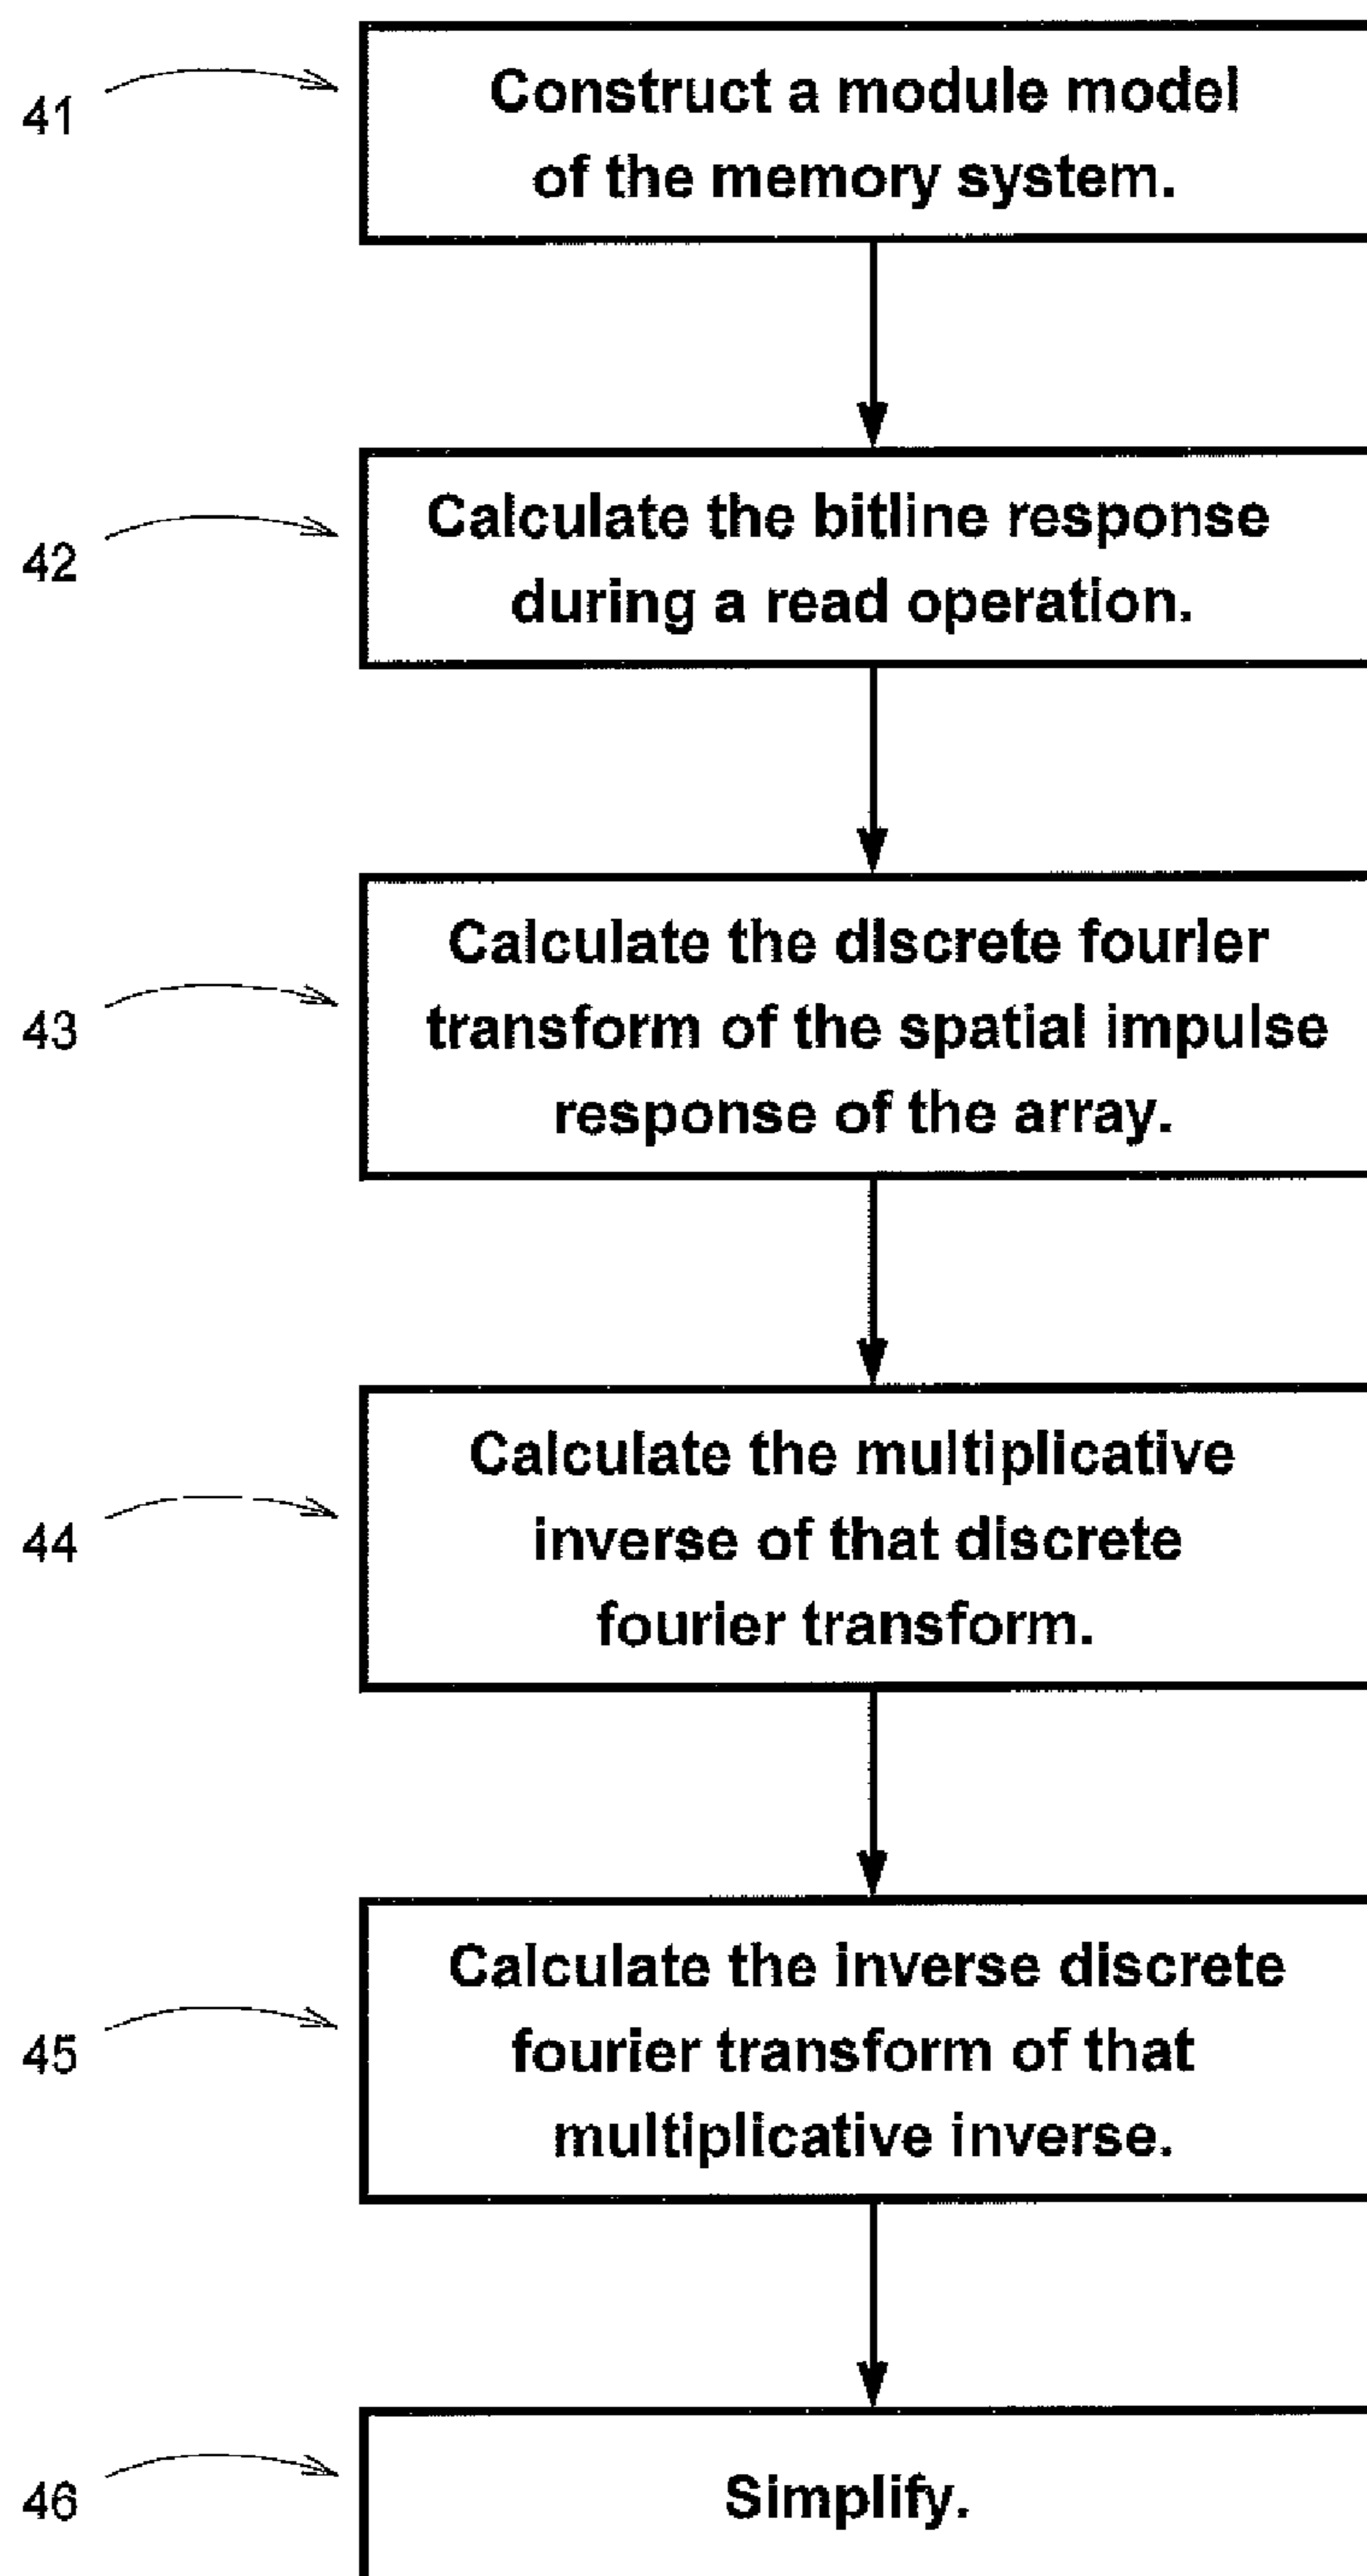 41
Construct a module model
of the memory system.
42
Calculate the bitline response
during a read operation.
43
Calculate the discrete fourier
transform of the spatial impulse
response of the array.
44
Calculate the multiplicative
inverse of that discrete
fourier transform.
45
Calculate the inverse discrete
fourier transform of that
multiplicative inverse.
46
Simplify.